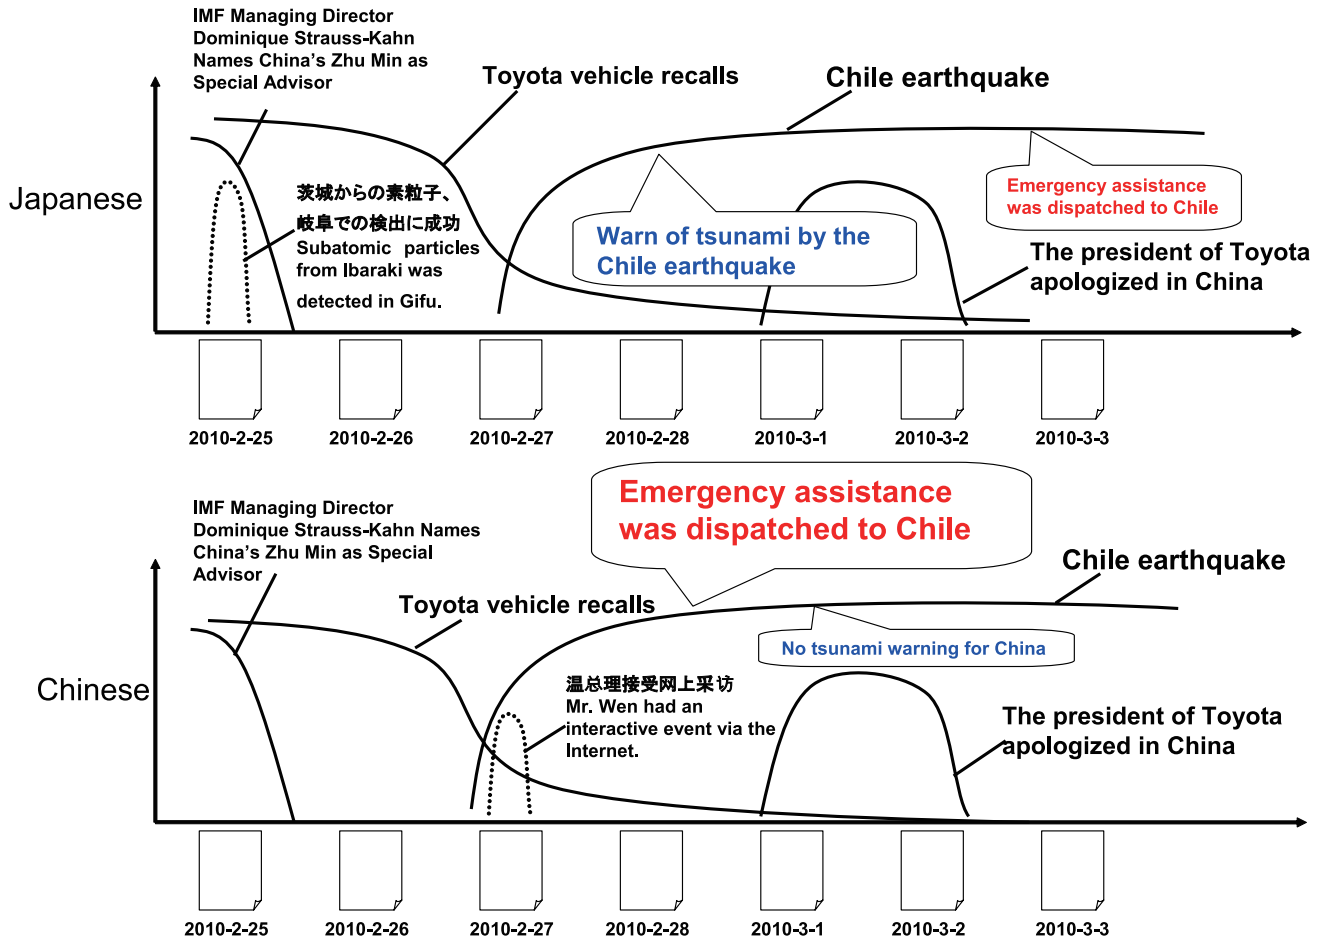 IMF Managing Director
Dominique Strauss-Kahn
Names China's Zhu Min as
Special Advisor
Toyota vehicle recalls
Chile earthquake
Japanese
茨城からの素粒子、
岐阜での検出に成功
Subatomic particles
from Ibaraki was
detected in Gifu.
Warn of tsunami by the
Chile earthquake
Emergency assistance
was dispatched to Chile
The president of Toyota
apologized in China
2010-2-25
2010-2-26
2010-2-27
2010-2-28
2010-3-1
2010-3-2
2010-3-3
IMF Managing Director
Dominique Strauss-Kahn Names
China's Zhu Min as Special
Advisor
Emergency assistance
was dispatched to Chile
Chile earthquake
Toyota vehicle recalls
No tsunami warning for China
Chinese
温总理接受网上采访
Mr. Wen had an
interactive event via the
Internet.
The president of Toyota
apologized in China
2010-2-25
2010-2-26
2010-2-27
2010-2-28
2010-3-1
2010-3-2
2010-3-3